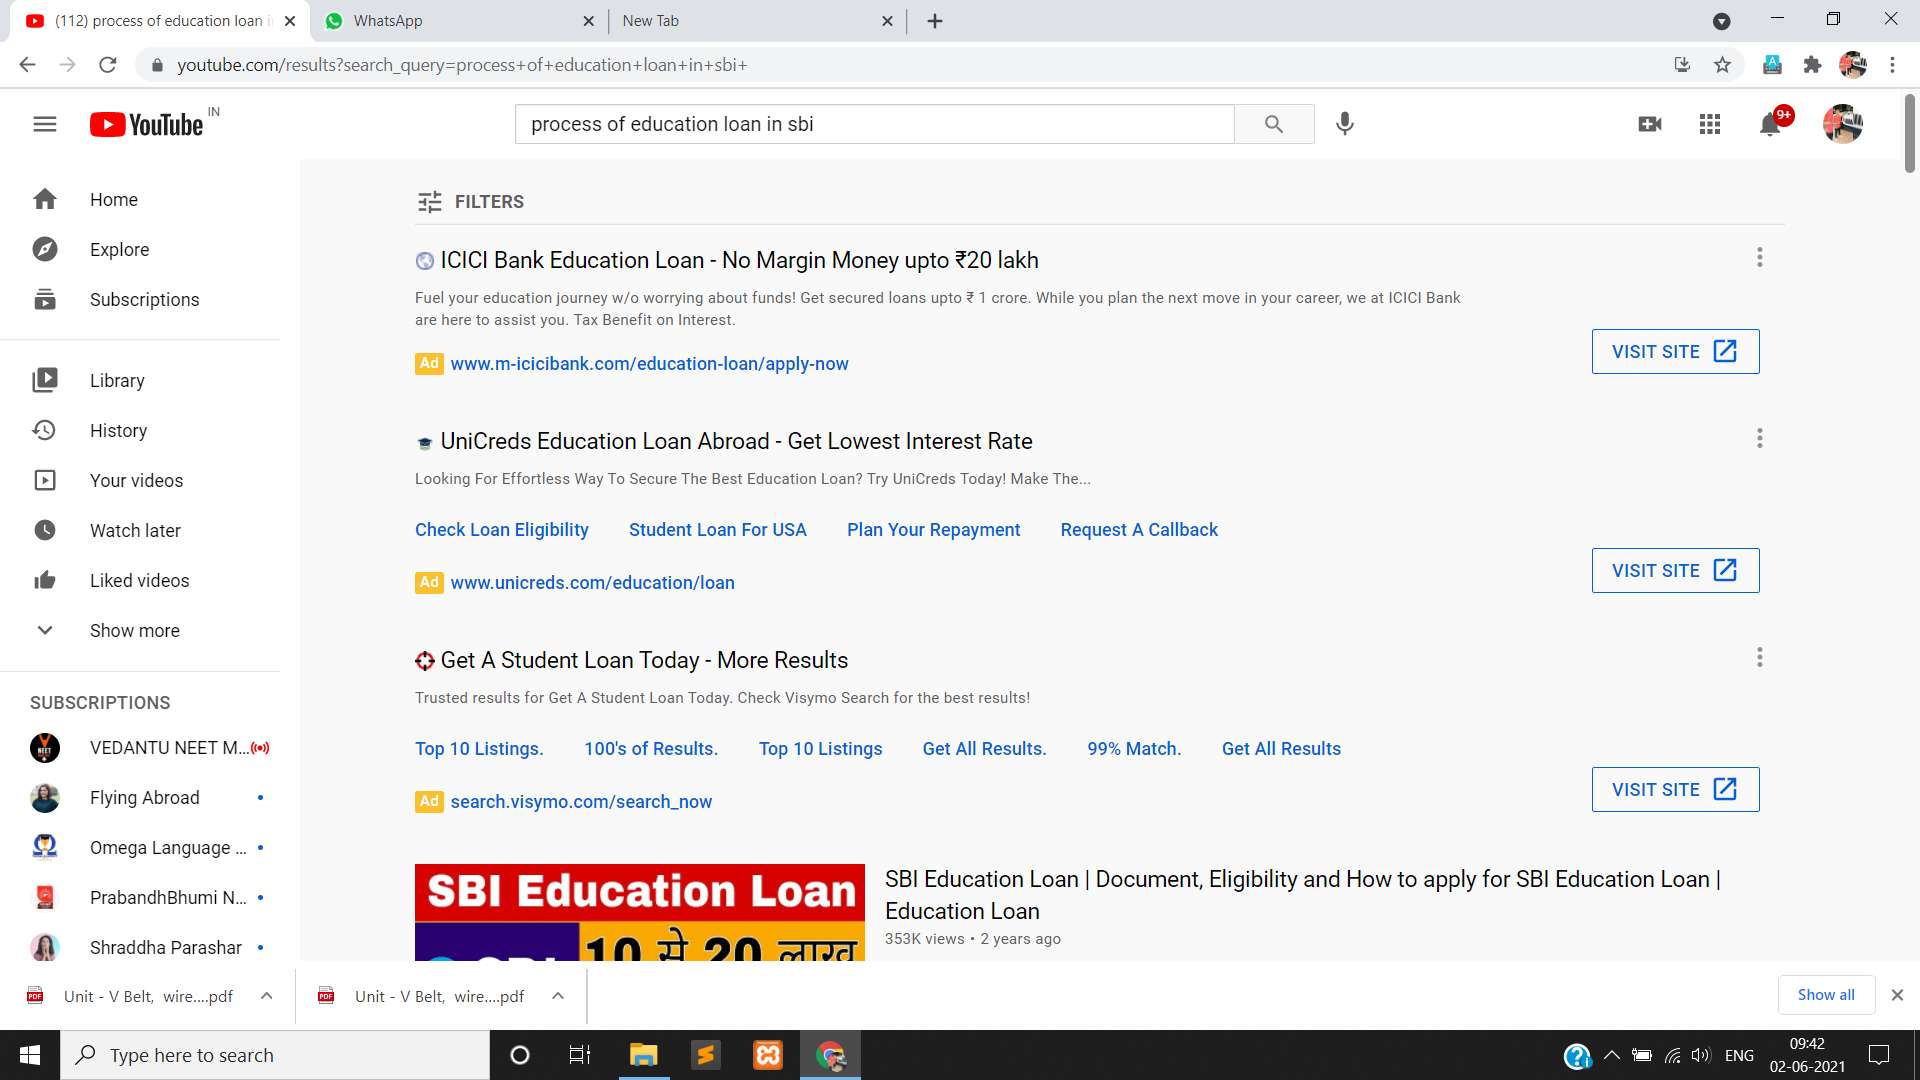 (112) process of education loan i
WhatsApp
New Tab
youtube.com/results?search_query=process+of+education+loan+in+sbi+
YouTube IN
process of education loan in sbi
9+
Home
Explore
Subscriptions
Library
History
Your videos
Watch later
Liked videos
Show more
SUBSCRIPTIONS
VEDANTU NEET M...
Flying Abroad
Omega Language ...
PrabandhBhumi N...
Shraddha Parashar
FILTERS
ICICI Bank Education Loan - No Margin Money upto ₹20 lakh
Fuel your education journey w/o worrying about funds! Get secured loans upto ₹ 1 crore. While you plan the next move in your career, we at ICICI Bank
are here to assist you. Tax Benefit on Interest.
Ad www.m-icicibank.com/education-loan/apply-now
VISIT SITE
UniCreds Education Loan Abroad - Get Lowest Interest Rate
Looking For Effortless Way To Secure The Best Education Loan? Try UniCreds Today! Make The...
Check Loan Eligibility Student Loan For USA Plan Your Repayment Request A Callback
Ad www.unicreds.com/education/loan
VISIT SITE
Get A Student Loan Today - More Results
Trusted results for Get A Student Loan Today. Check Visymo Search for the best results!
Top 10 Listings. 100's of Results. Top 10 Listings Get All Results. 99% Match. Get All Results
Ad search.visymo.com/search_now
VISIT SITE
SBI Education Loan
10 से 20 लाख
SBI Education Loan | Document, Eligibility and How to apply for SBI Education Loan |
Education Loan
353K views • 2 years ago
Unit - V Belt, wire....pdf
Unit - V Belt, wire....pdf
Show all
Type here to search
ENG
09:42
02-06-2021